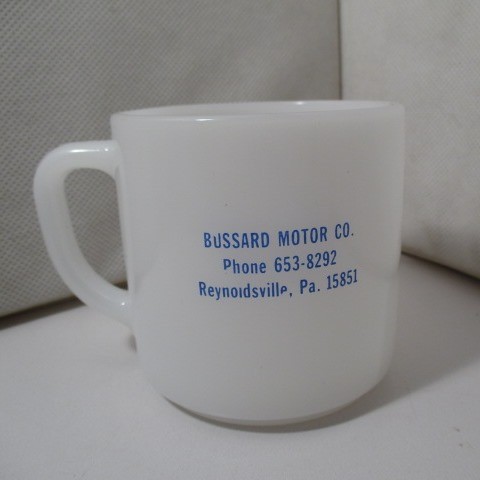 BUSSARD MOTOR CO.
Phone 653-8292
Reynoldsville, Pa. 15851